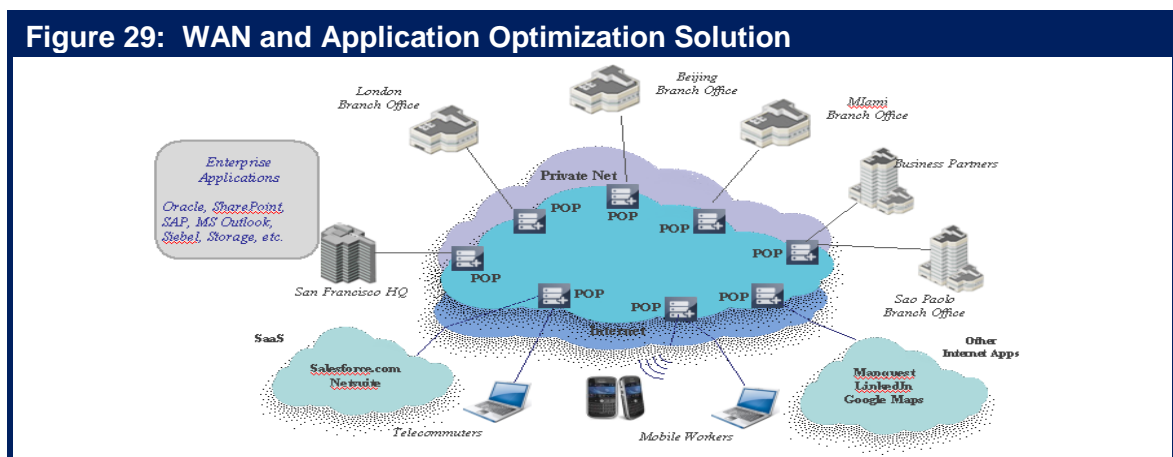 Figure 29: WAN and Application Optimization Solution
London
Branch Office
Beijing
Branch Office
MIami
Branch Office
Enterprise
Applications
Oracle, SharePoint,
SAP, MS Outlook,
Siebel, Storage, etc.
Private Net
Business Partners
POP
POP
POP
POP
POP
San Francisco HQ
POP
POP
POP
Sao Paolo
Branch Office
Internet
SaaS
Other
Internet Apps
Salesforce.com
Netsuite
Mapquest
LinkedIn
Google Maps
Telecommuters
Mobile Workers